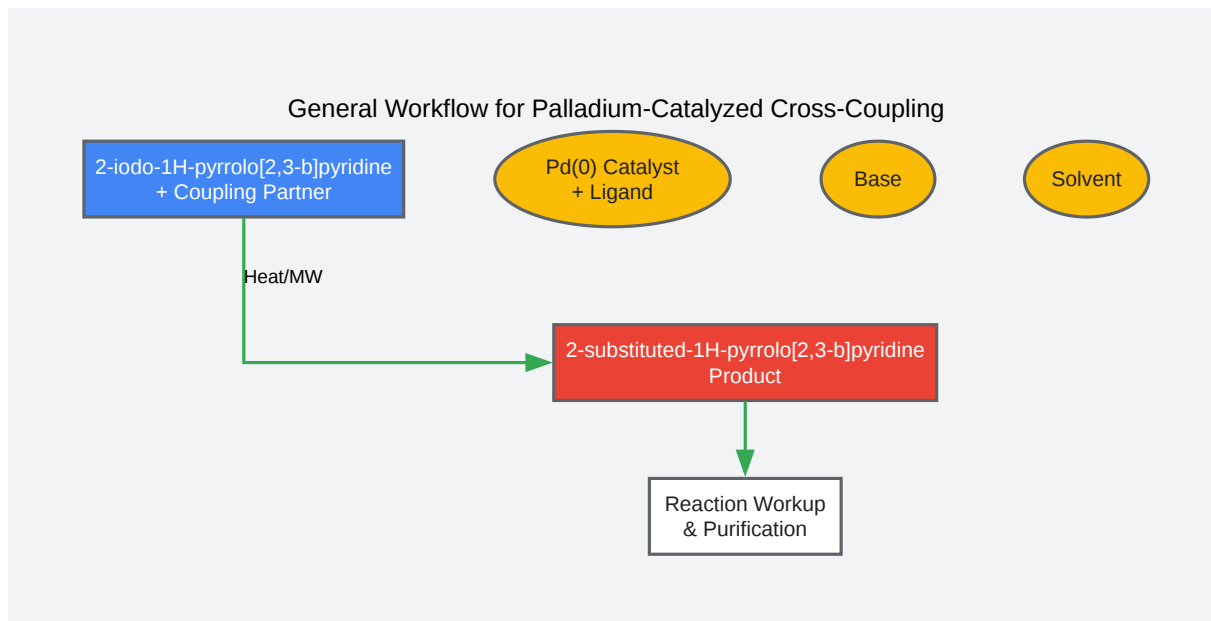 General Workflow for Palladium-Catalyzed Cross-Coupling
2-iodo-1H-pyrrolo[2,3-b]pyridine
+ Coupling Partner
Pd(0) Catalyst
+ Ligand
Base
Solvent
Heat/MW
2-substituted-1H-pyrrolo[2,3-b]pyridine
Product
Reaction Workup
& Purification